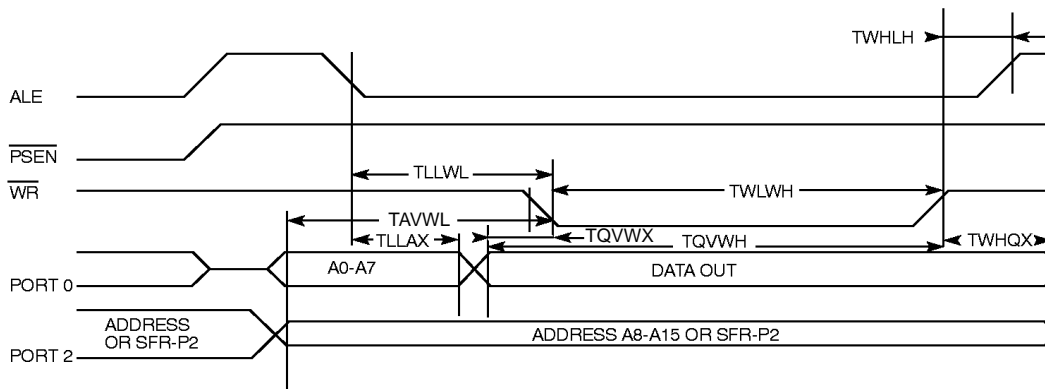 TWHLH
ALE
PSEN
TLLWL
WR
TWLWH
TAVWL
TQVWX
TLLAX
TQVWH
TWHQX
A0-A7
DATA OUT
PORT 0
ADDRESS
OR SFR-P2
ADDRESS A8-A15 OR SFR-P2
PORT 2